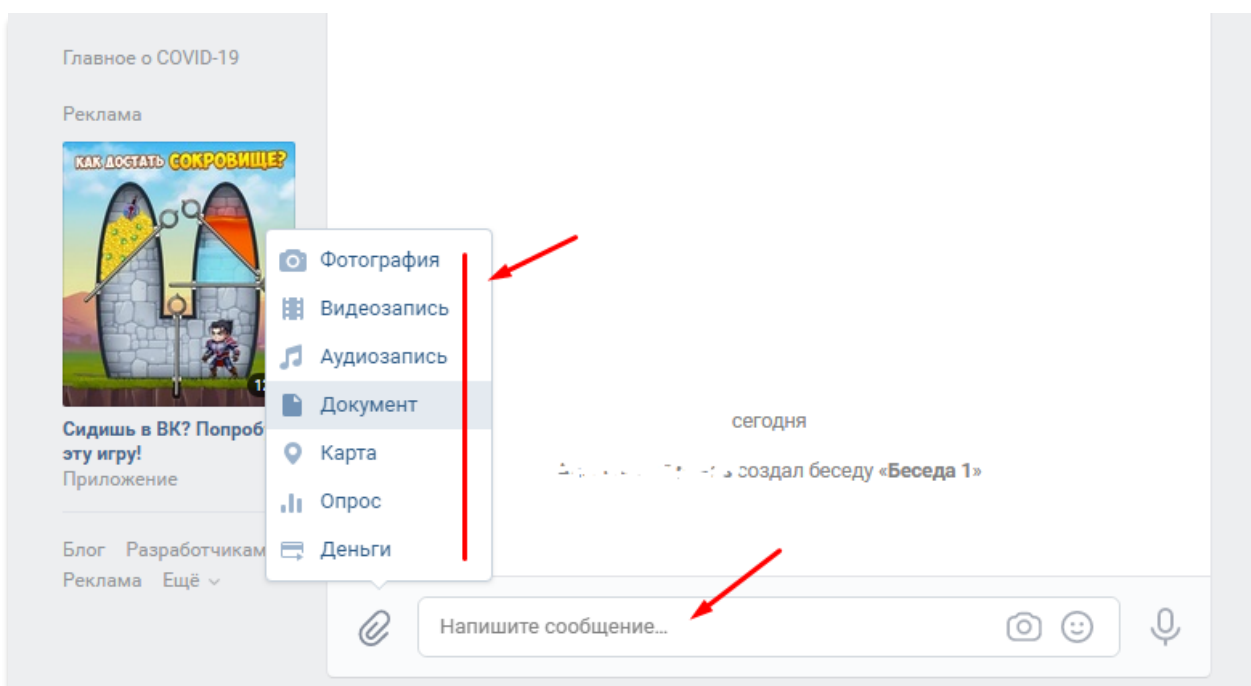 Главное о COVID-19
Реклама
КАК ДОСТАТЬ СОКРОВИЩЕ?
Сидишь в ВК?
эту игру!
Приложение
Блог Разработчикам
Реклама Ещё
Фотография
Видеозапись
Аудиозапись
Документ
Карта
Опрос
Деньги
сегодня
создал беседу «Беседа 1»
Напишите сообщение...